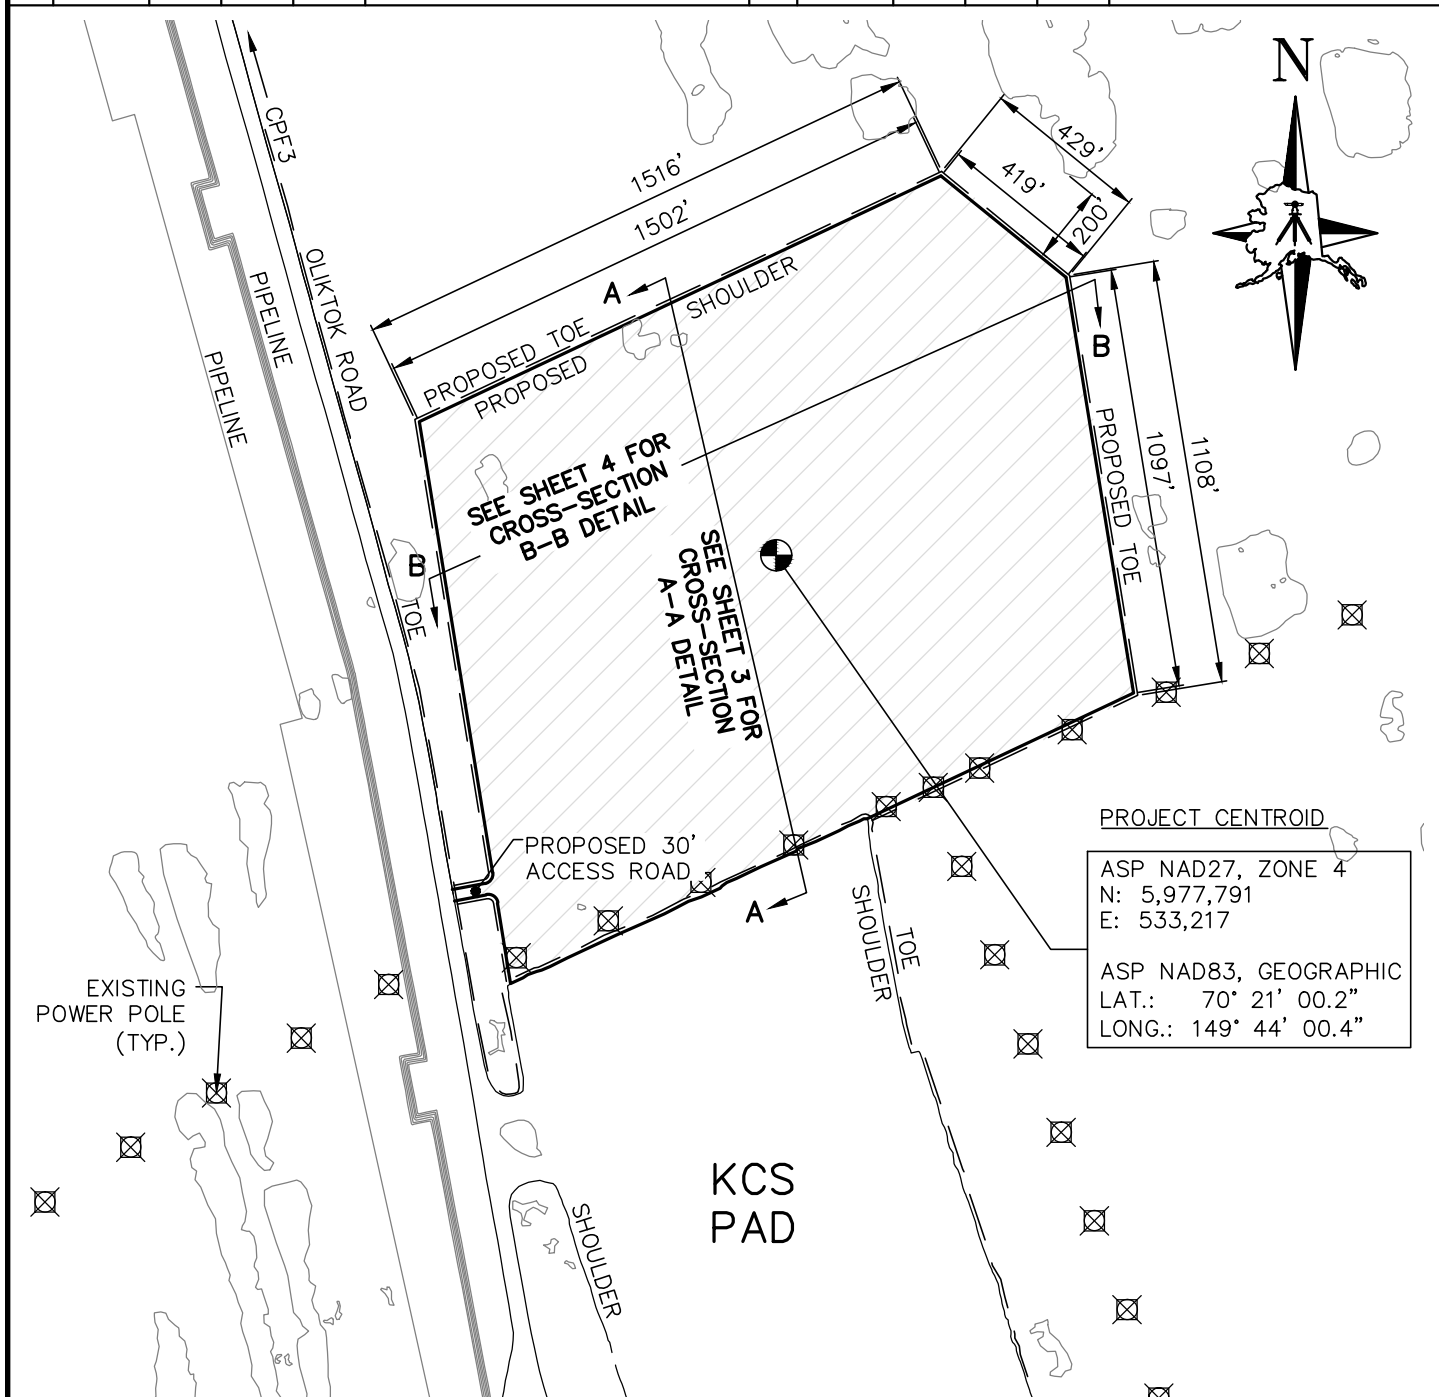 N
CPF3
1516'
1502'
429'
419'
200'
OLIKTOK ROAD
PIPELINE
PIPELINE
A
SHOULDER
PROPOSED TOE
PROPOSED
B
PROPOSED TOE
1097'
1108'
SEE SHEET 4 FOR
CROSS-SECTION
B-B DETAIL
B
TOE
SEE SHEET 3 FOR
CROSS-SECTION
A-A DETAIL
PROPOSED 30'
ACCESS ROAD
A
TOE
SHOULDER
PROJECT CENTROID
ASP NAD27, ZONE 4
N: 5,977,791
E: 533,217
ASP NAD83, GEOGRAPHIC
LAT.: 70° 21' 00.2"
LONG.: 149° 44' 00.4"
EXISTING
POWER POLE
(TYP.)
KCS
PAD
SHOULDER